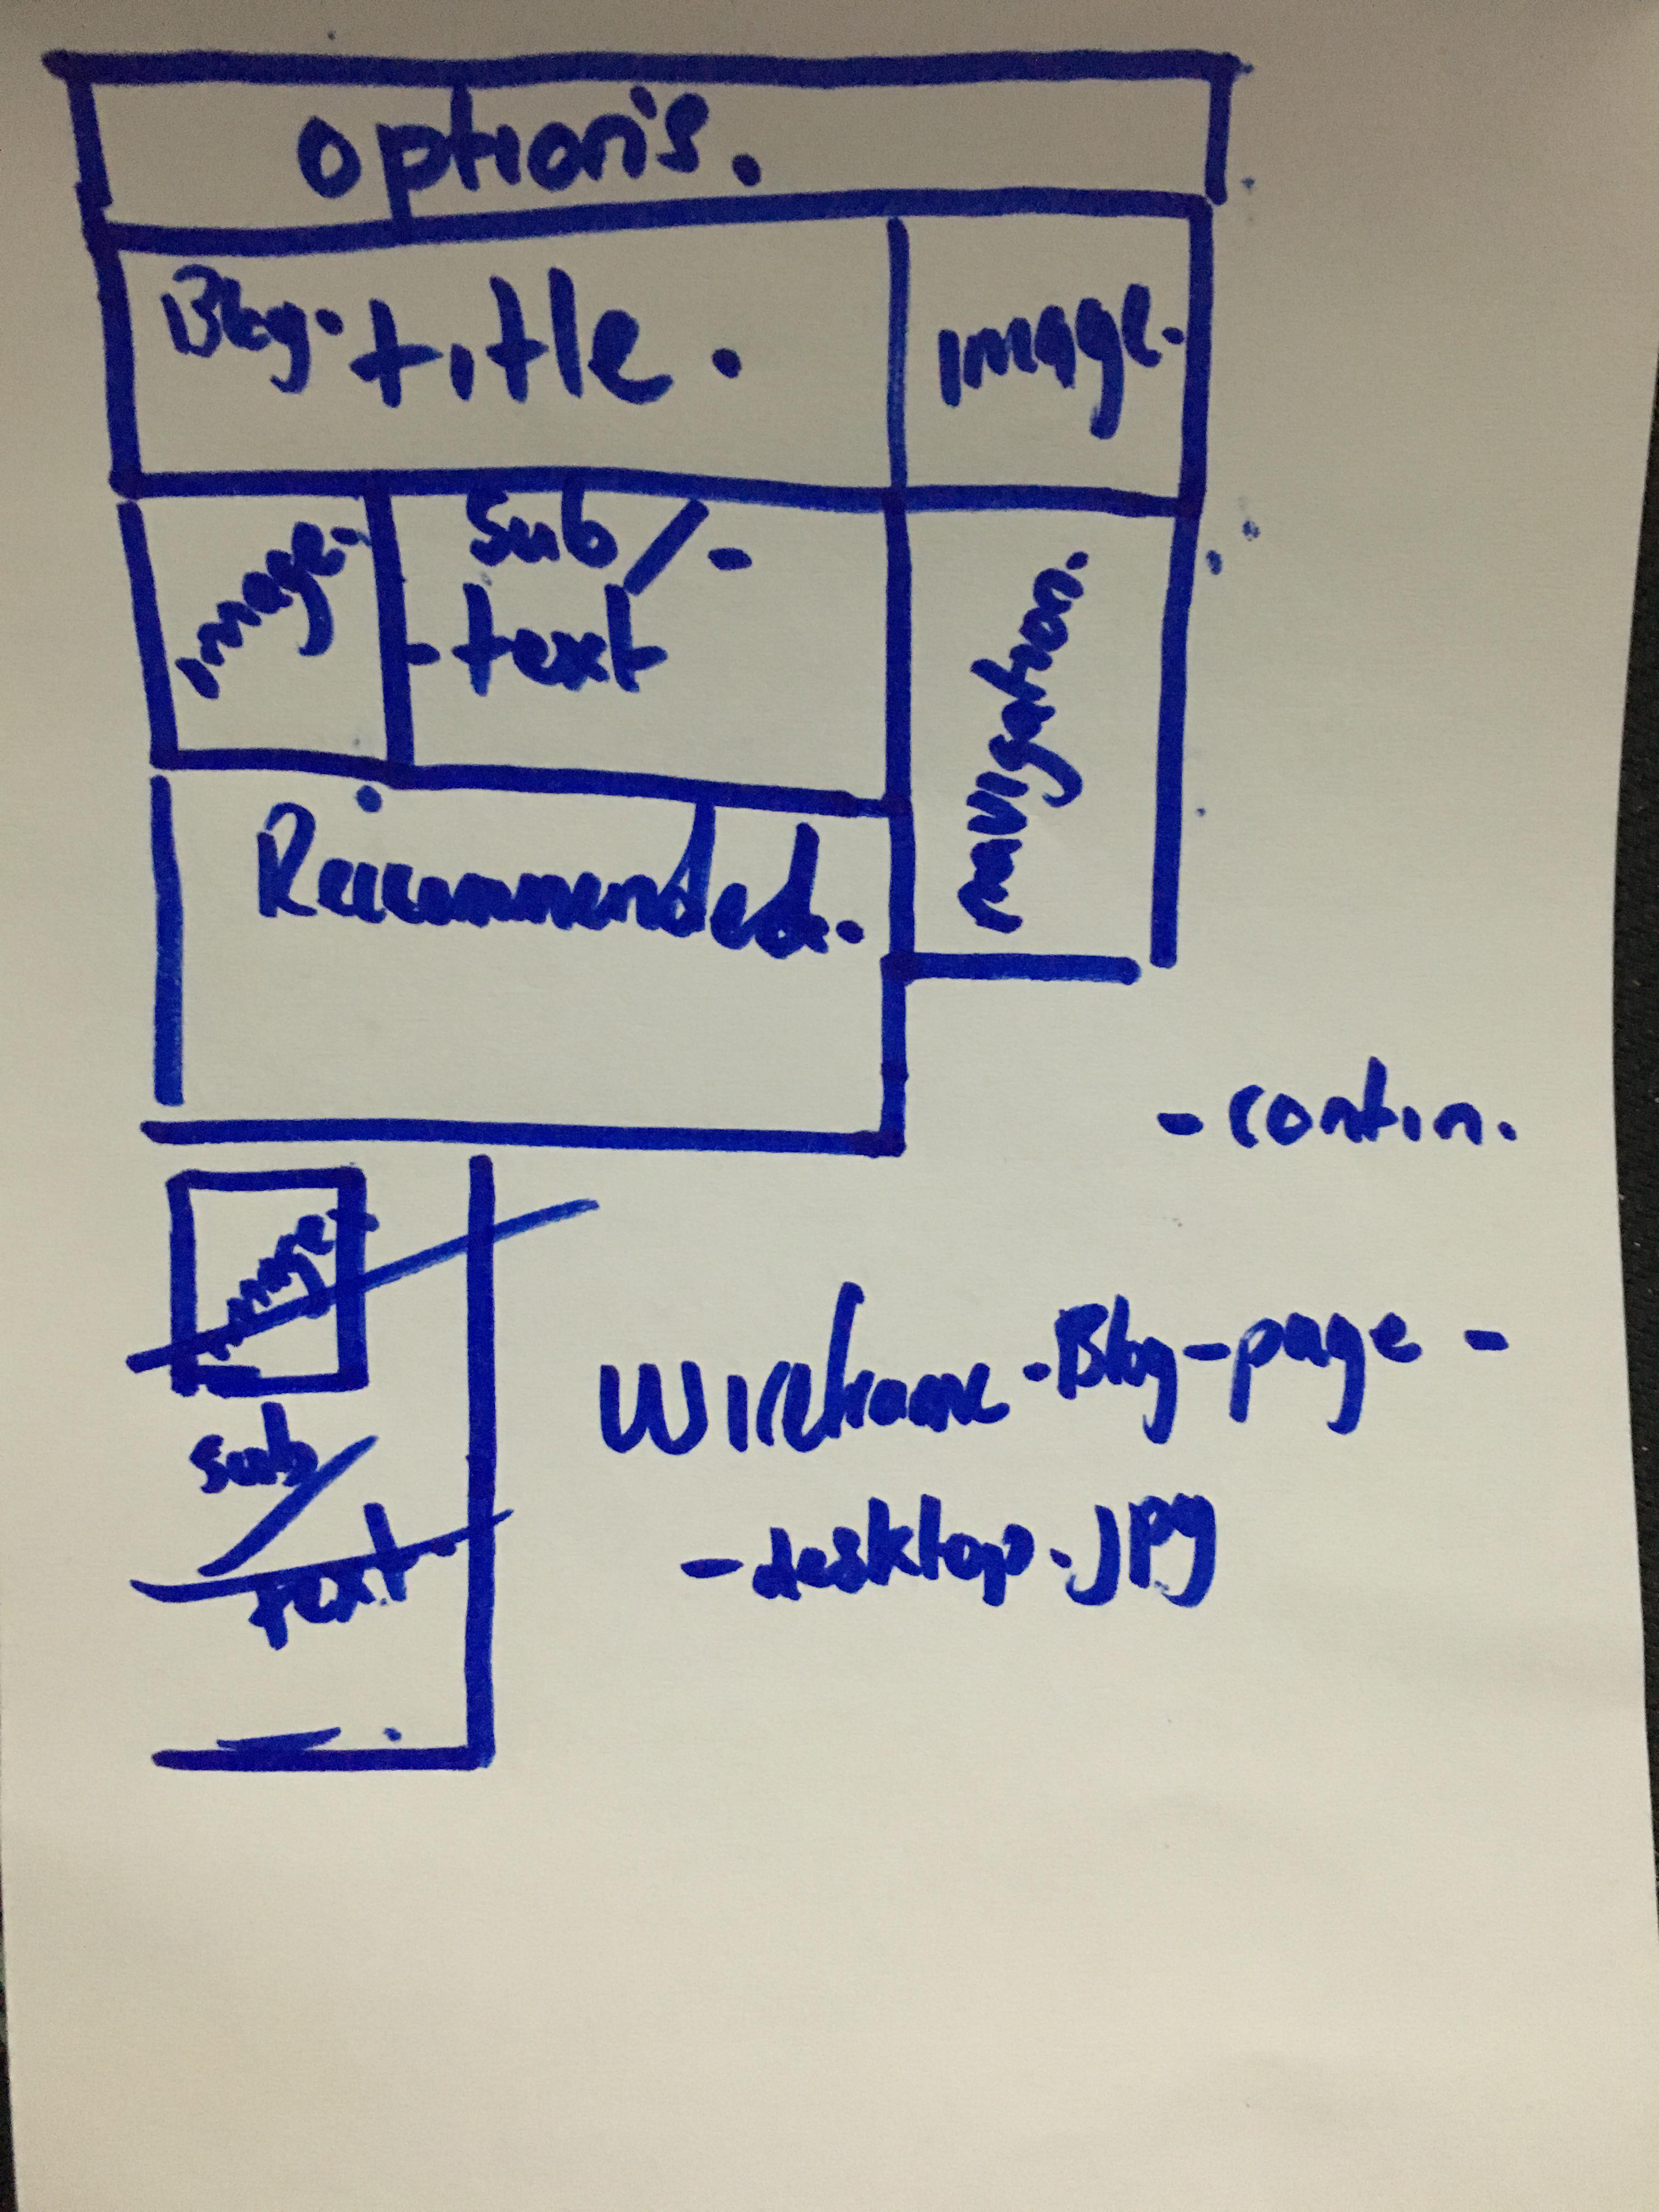 option's.
Blog. title.
image.
image.
sub/-
-text
navigation.
Recommended.
-contin.
image
sub/
text
Wireframe-Blog-page-
-desktop.jpg